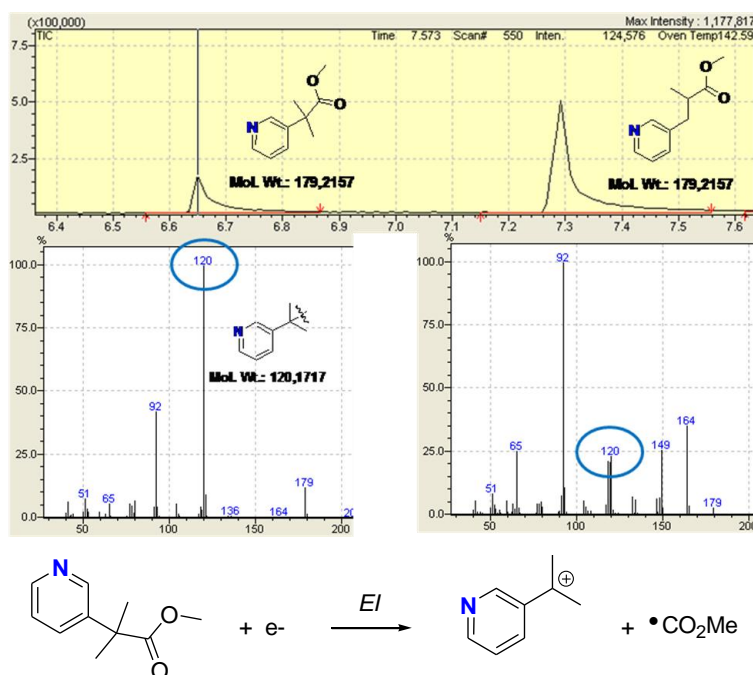 (x100,000)
Max Intensity : 1,177,817
TIC Time 7.573 Scan# 550 Inten. 124,576 Oven Temp142.59
7.5
5.0
2.5
O
O
N
MoL Wt.: 179,2157
O
O
N
MoL Wt.: 179,2157
6.4 6.5 6.6 6.7 6.8 6.9 7.0 7.1 7.2 7.3 7.4 7.5 7.6
%
100.0
75.0
50.0
25.0
0.0
120
N
MoL Wt.: 120,1717
92
51
65
136
164
179
20
50 100 150 200
%
100.0
75.0
50.0
25.0
0.0
92
65
51
120
149
164
179
50 100 150 200
N
O
O
+ e-
EI
N
+
+ •CO2Me